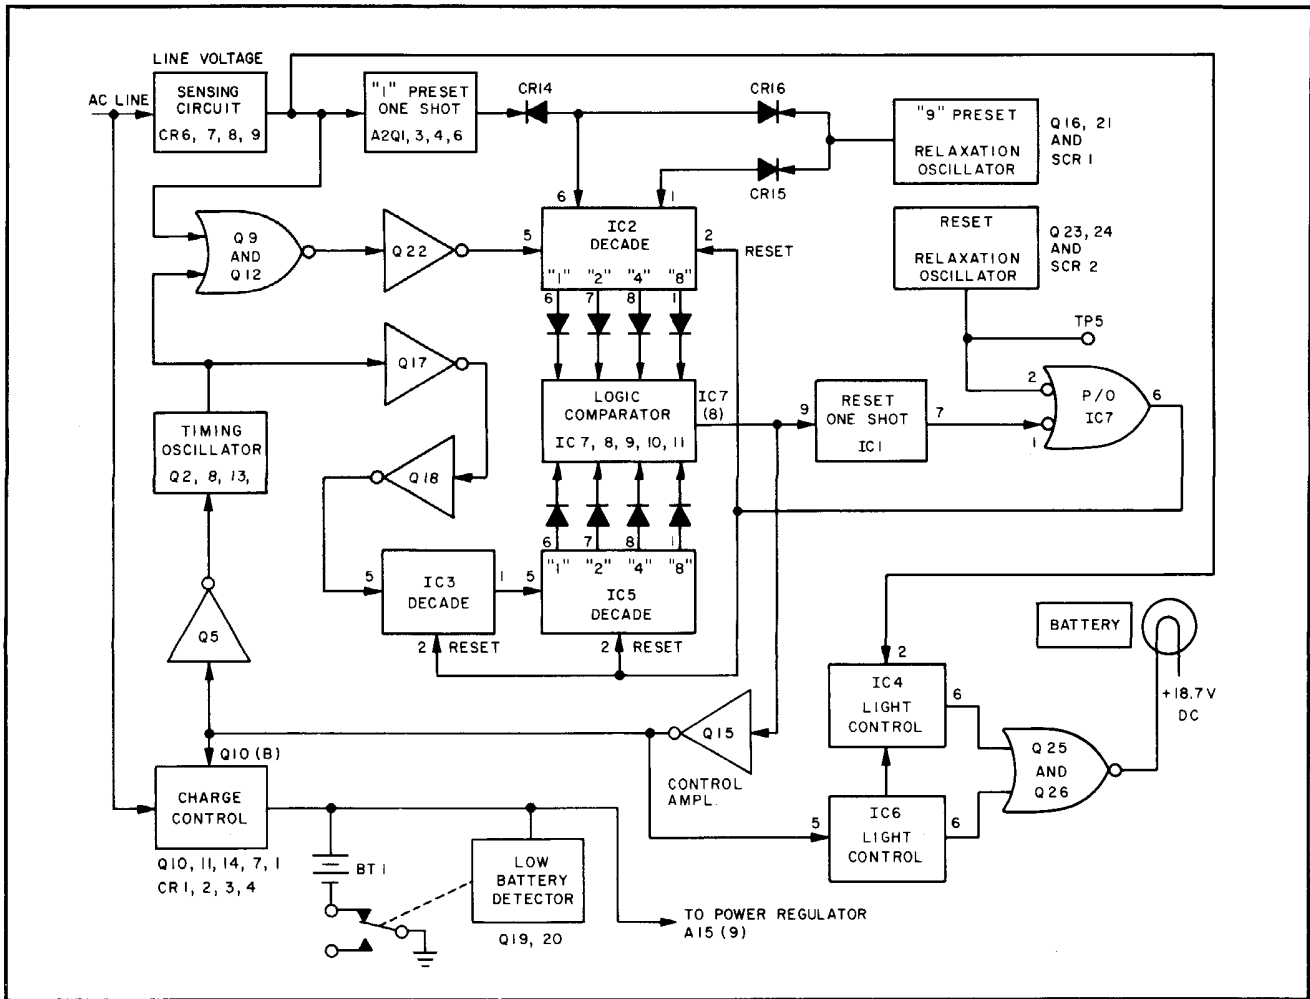 LINE VOLTAGE
AC LINE
SENSING
CIRCUIT
CR6, 7, 8, 9
"1" PRESET
ONE SHOT
A2Q1, 3, 4, 6
CR14
CR16
CR15
"9" PRESET
RELAXATION
OSCILLATOR
Q16, 21
AND
SCR 1
RESET
RELAXATION
OSCILLATOR
Q23, 24
AND
SCR 2
TP5
Q9
AND
Q12
Q22
5
6
1
IC2
DECADE
2
RESET
"1" "2" "4" "8"
6 7 8 1
Q17
Q18
TIMING
OSCILLATOR
Q2, 8, 13,
LOGIC
COMPARATOR
IC7, 8, 9, 10, 11
IC7
(8)
9
RESET
ONE SHOT
IC1
7
2
1
P/O
IC7
6
6 7 8 1
"1" "2" "4" "8"
5
IC3
DECADE
1
5
IC5
DECADE
2 RESET
2 RESET
Q5
Q15
CONTROL
AMPL.
Q10 (B)
CHARGE
CONTROL
Q10, 11, 14, 7, 1
CR1, 2, 3, 4
BT1
LOW
BATTERY
DETECTOR
Q19, 20
TO POWER REGULATOR
A15 (9)
2
IC4
LIGHT
CONTROL
6
5
IC6
LIGHT
CONTROL
6
Q25
AND
Q26
BATTERY
+18.7V
DC